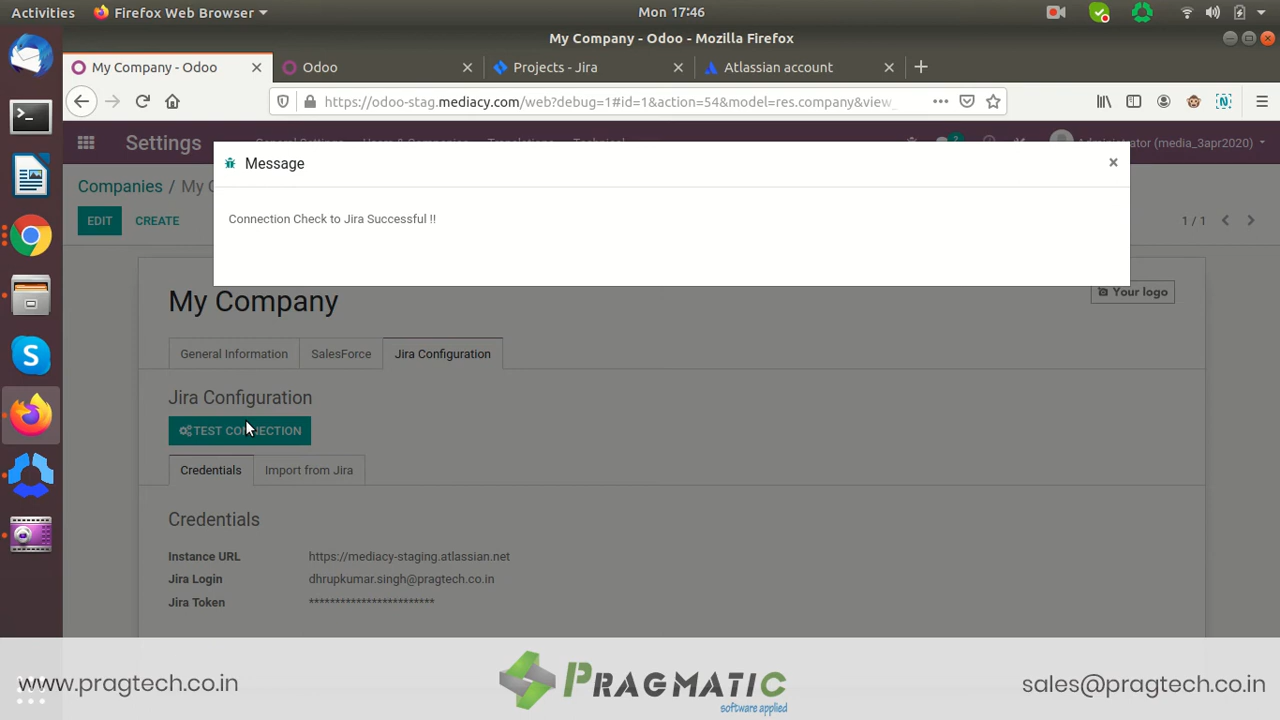 Activities
Firefox Web Browser
Mon 17:46
My Company - Odoo - Mozilla Firefox
My Company - Odoo
Odoo
Projects - Jira
Atlassian account
https://odoo-stag.mediacy.com/web?debug=1#id=1&action=54&model=res.company&view_
Settings
2
Administrator (media_3apr2020)
Message
Companies / My C
Connection Check to Jira Successful !!
EDIT
CREATE
1 / 1
My Company
Your logo
General Information
SalesForce
Jira Configuration
Jira Configuration
TEST CONNECTION
Credentials
Import from Jira
Credentials
Instance URL
https://mediacy-staging.atlassian.net
Jira Login
dhrupkumar.singh@pragtech.co.in
Jira Token
************************
www.pragtech.co.in
PRAGMATIC
software applied
sales@pragtech.co.in